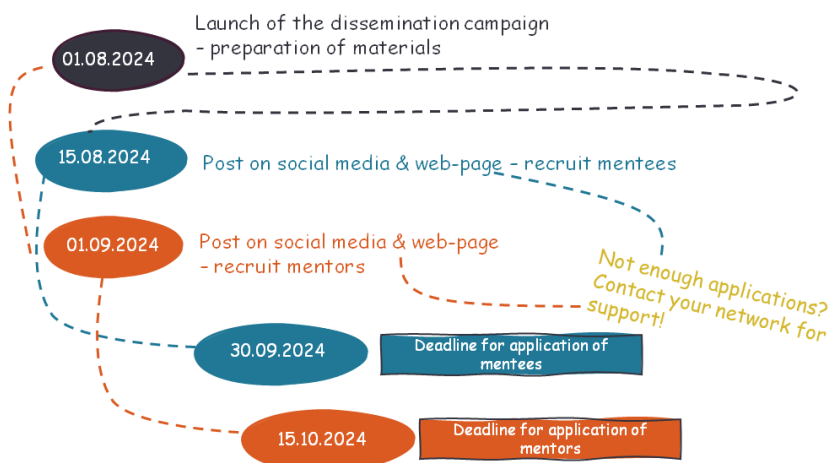 Launch of the dissemination campaign
01.08.2024
– preparation of materials
15.08.2024
Post on social media & web-page – recruit mentees
01.09.2024
Post on social media & web-page
– recruit mentors
Not enough applications?
Contact your network for
support!
30.09.2024
Deadline for application of
mentees
15.10.2024
Deadline for application of
mentors